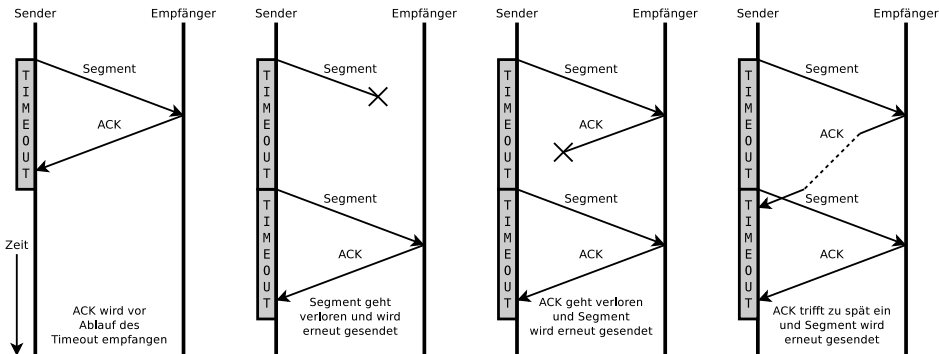 Sender
Empfänger
Segment
ACK
TIMEOUT
Zeit
ACK wird vor
Ablauf des
Timeout empfangen
Sender
Empfänger
Segment
TIMEOUT
Segment
ACK
TIMEOUT
Segment geht
verloren und wird
erneut gesendet
Sender
Empfänger
Segment
ACK
TIMEOUT
Segment
ACK
TIMEOUT
ACK geht verloren
und Segment
wird erneut gesendet
Sender
Empfänger
Segment
ACK
TIMEOUT
Segment
ACK
TIMEOUT
ACK trifft zu spät ein
und Segment wird
erneut gesendet